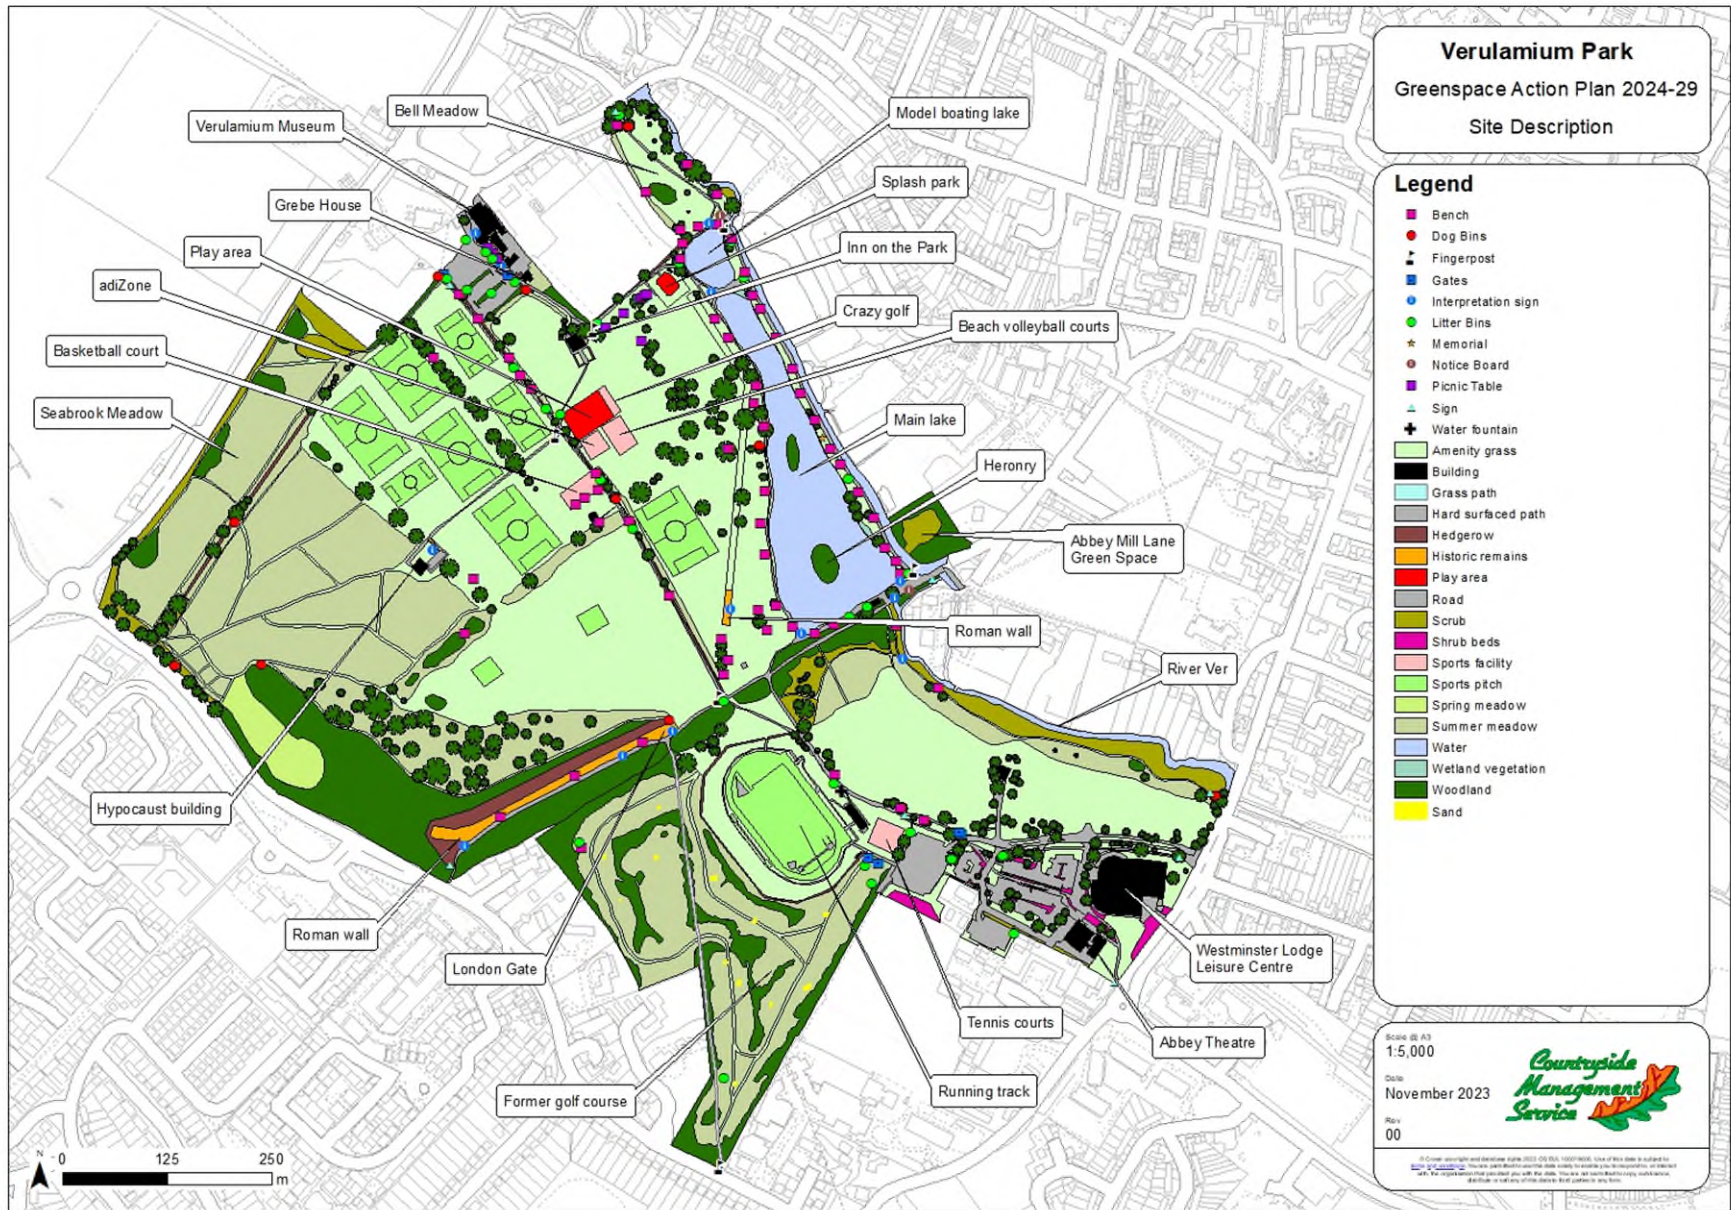 Verulamium Park
Greenspace Action Plan 2024-29
Site Description
Legend
Bench
Dog Bins
Fingerpost
Gates
Interpretation sign
Litter Bins
Memorial
Notice Board
Picnic Table
Sign
Water fountain
Amenity grass
Building
Grass path
Hard surfaced path
Hedgerow
Historic remains
Play area
Road
Scrub
Shrub beds
Sports facility
Sports pitch
Spring meadow
Summer meadow
Water
Wetland vegetation
Woodland
Sand
Bell Meadow
Model boating lake
Verulamium Museum
Splash park
Grebe House
Inn on the Park
Play area
adiZone
Crazy golf
Beach volleyball courts
Basketball court
Seabrook Meadow
Main lake
Heronry
Abbey Mill Lane
Green Space
Roman wall
River Ver
Hypocaust building
Roman wall
London Gate
Westminster Lodge
Leisure Centre
Tennis courts
Abbey Theatre
Running track
Former golf course
N
0 125 250
m
Scale @ A3
1:5,000
Date
November 2023
Rev
00
Countryside
Management
Service